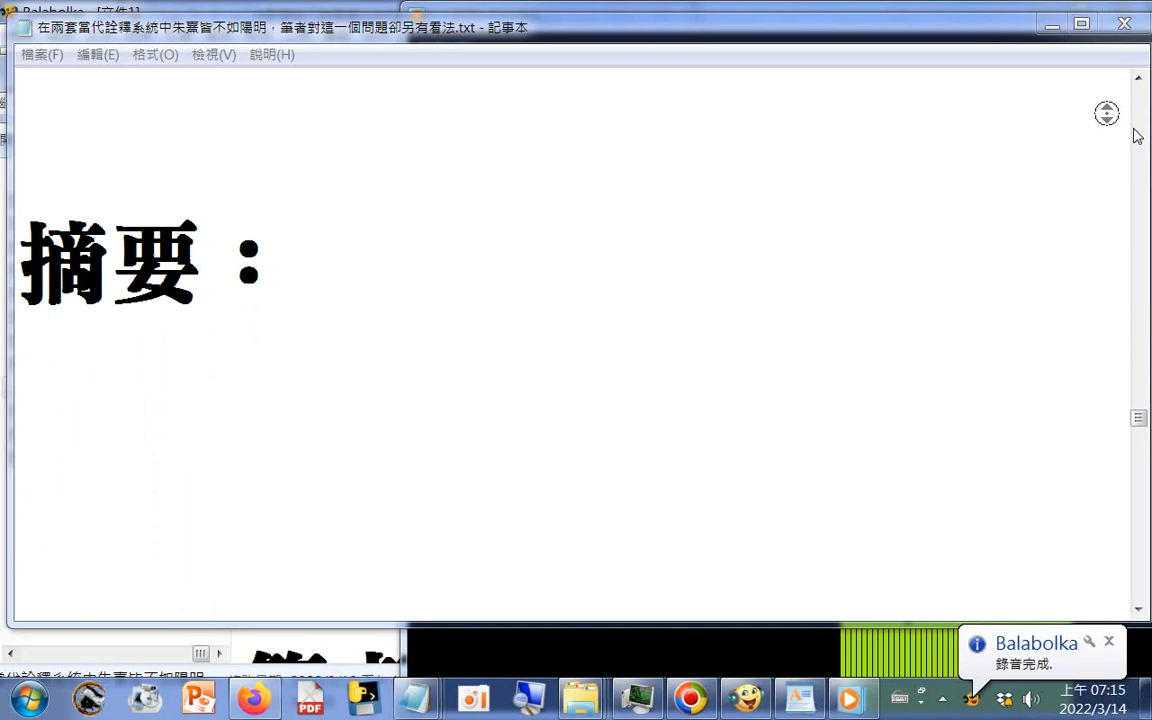 Balabolka - [文件1]
在兩套當代詮釋系統中朱熹皆不如陽明，筆者對這一個問題卻另有看法.txt - 記事本
檔案(F) 編輯(E) 格式(O) 檢視(V) 說明(H)
摘要：
Balabolka
錄音完成.
上午 07:15
2022/3/14